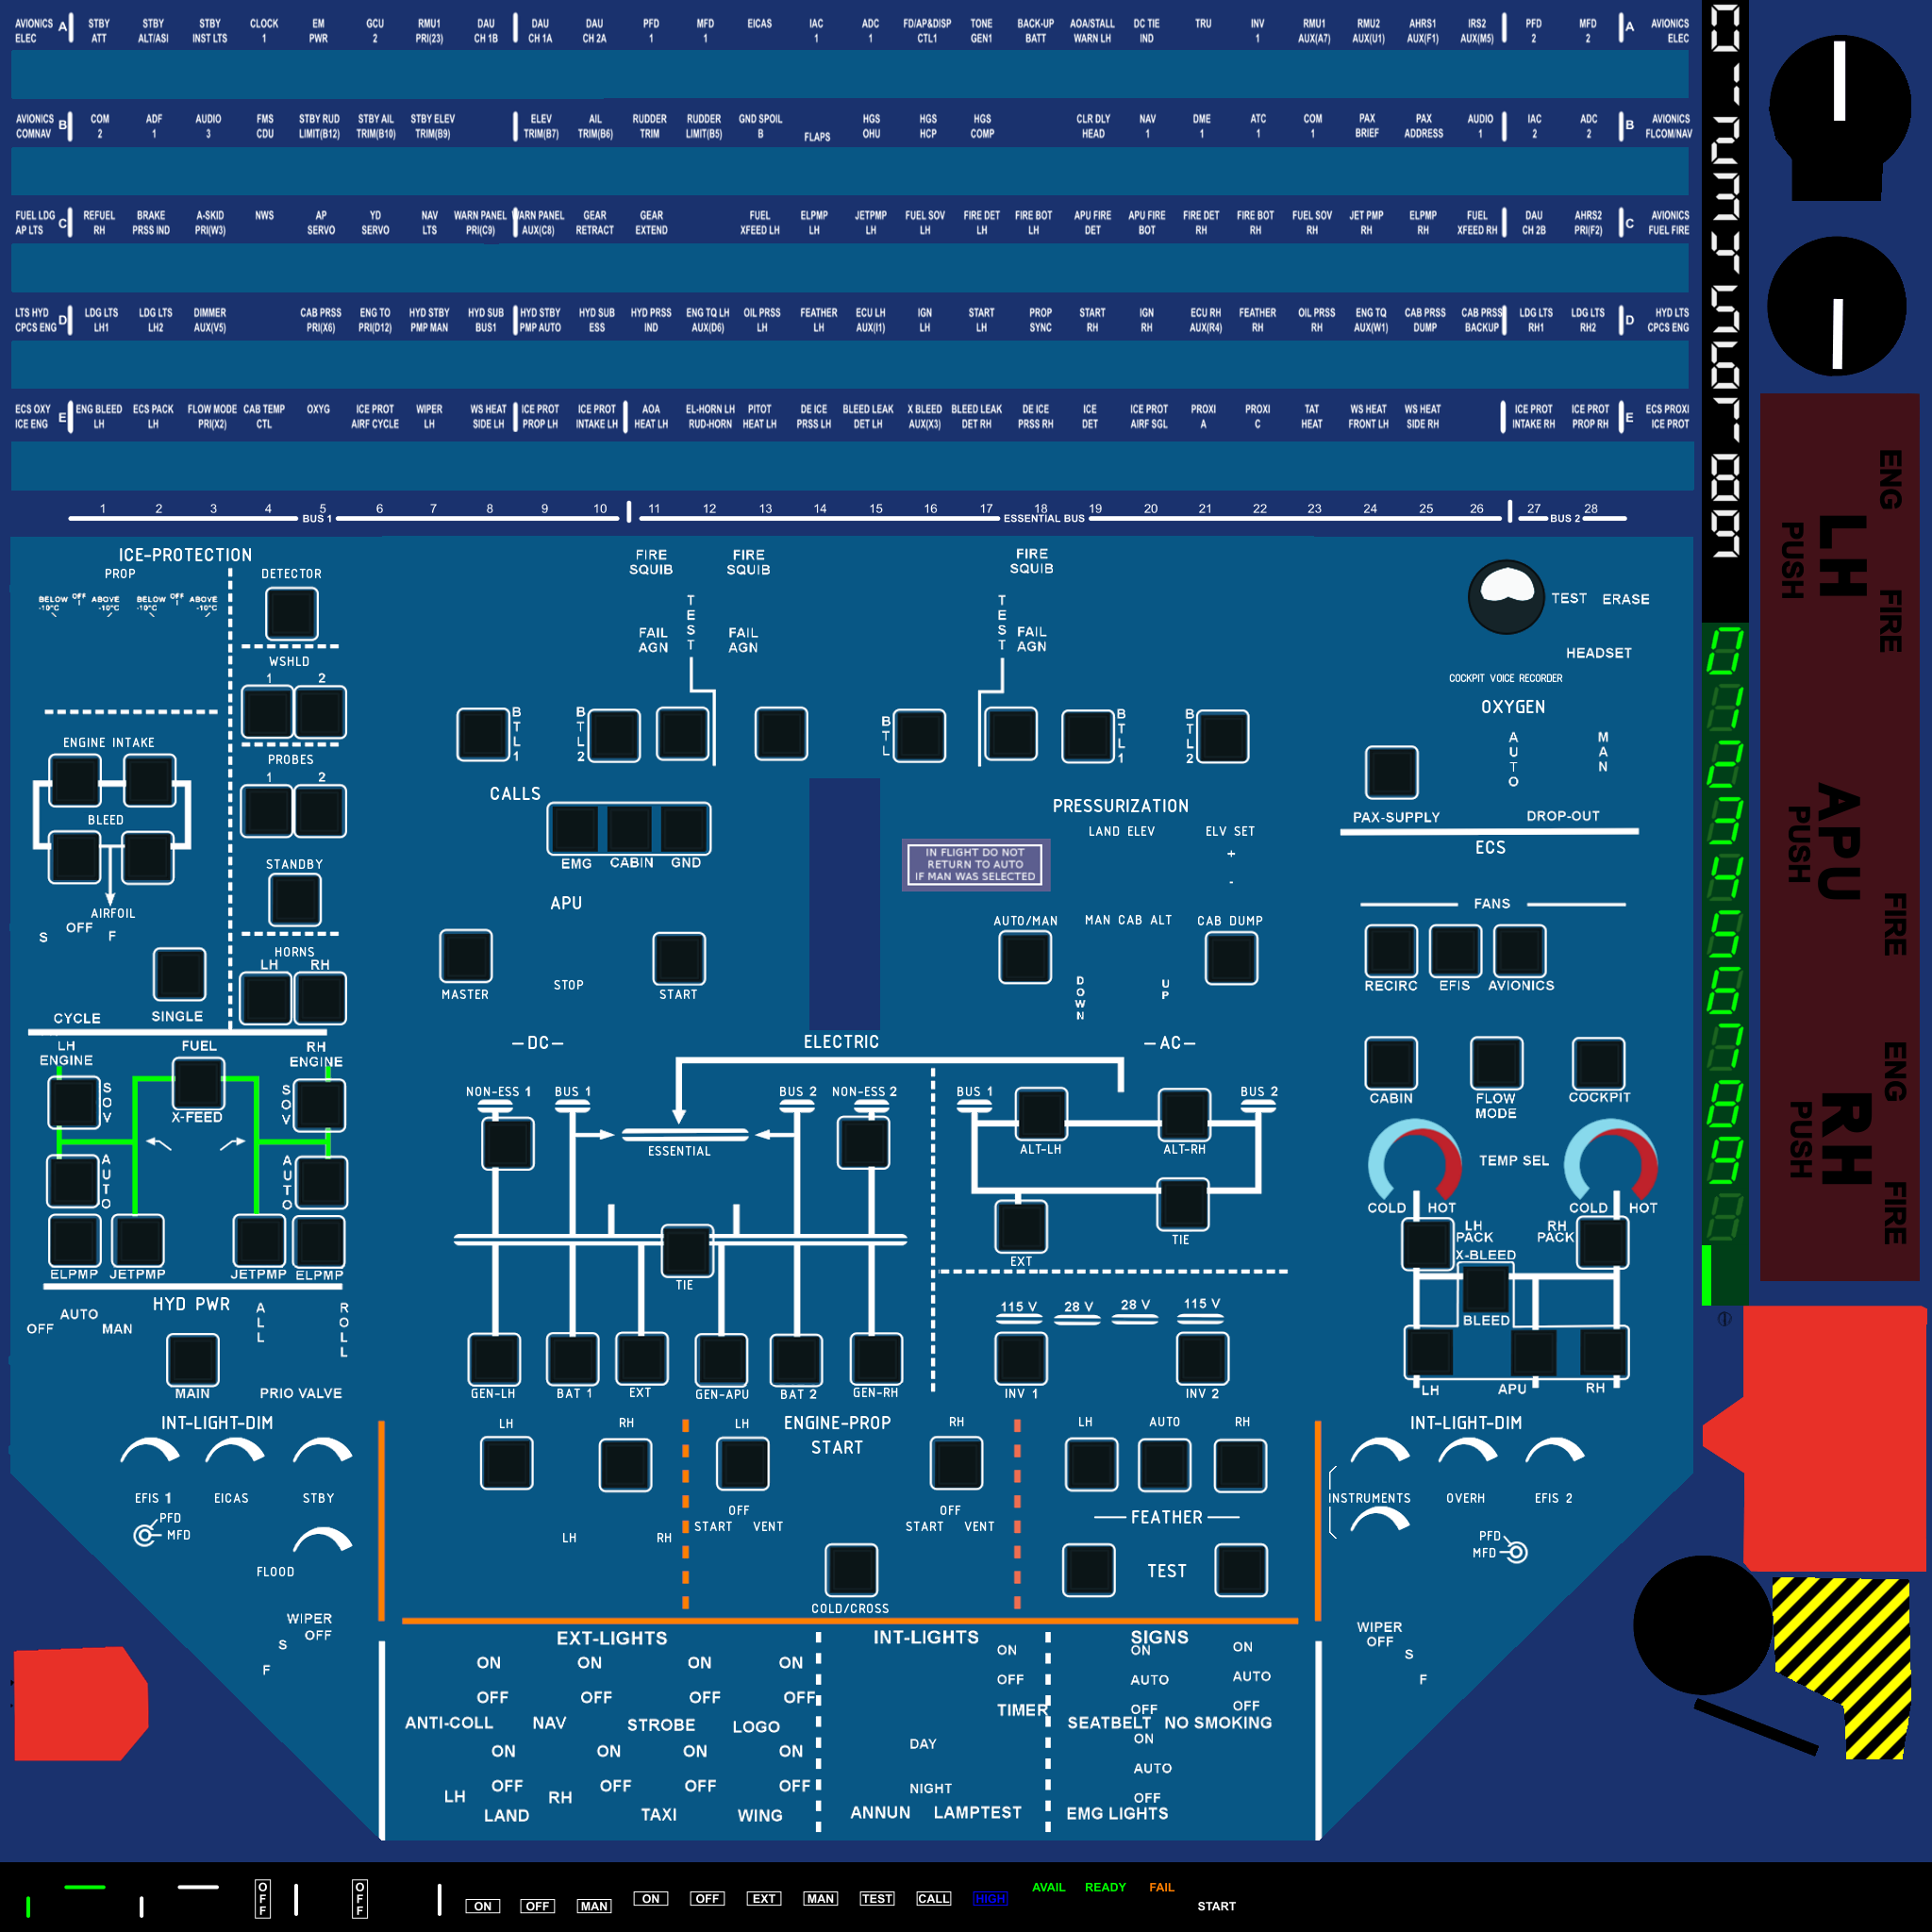 AVIONICS ELEC A STBY ATT STBY ALT/ASI STBY INST LTS CLOCK 1 EM PWR GCU 2 RMU1 PRI(23) DAU CH 1B DAU CH 1A DAU CH 2A PFD 1 MFD 1 EICAS IAC 1 ADC 1 FD/AP&DISP CTL1 TONE GEN1 BACK-UP BATT AOA/STALL WARN LH DC TIE IND TRU INV 1 RMU1 AUX(A7) RMU2 AUX(U1) AHRS1 AUX(F1) IRS2 AUX(M5) PFD 2 MFD 2 A AVIONICS ELEC
AVIONICS COMNAV B COM 2 ADF 1 AUDIO 3 FMS CDU STBY RUD LIMIT(B12) STBY AIL TRIM(B10) STBY ELEV TRIM(B9) ELEV TRIM(B7) AIL TRIM(B6) RUDDER TRIM RUDDER LIMIT(B5) GND SPOIL B FLAPS HGS OHU HGS HCP HGS COMP CLR DLY HEAD NAV 1 DME 1 ATC 1 COM 1 PAX BRIEF PAX ADDRESS AUDIO 1 IAC 2 ADC 2 B AVIONICS FLCOM/NAV
FUEL LDG AP LTS C REFUEL RH BRAKE PRSS IND A-SKID PRI(W3) NWS AP SERVO YD SERVO NAV LTS WARN PANEL PRI(C9) WARN PANEL AUX(C8) GEAR RETRACT GEAR EXTEND FUEL XFEED LH ELPMP LH JETPMP LH FUEL SOV LH FIRE DET LH FIRE BOT LH APU FIRE DET APU FIRE BOT FIRE DET RH FIRE BOT RH FUEL SOV RH JET PMP RH ELPMP RH FUEL XFEED RH DAU CH 2B AHRS2 PRI(F2) C AVIONICS FUEL FIRE
LTS HYD CPCS ENG D LDG LTS LH1 LDG LTS LH2 DIMMER AUX(V5) CAB PRSS PRI(X6) ENG TO PRI(D12) HYD STBY PMP MAN HYD SUB BUS1 HYD STBY PMP AUTO HYD SUB ESS HYD PRSS IND ENG TQ LH AUX(D6) OIL PRSS LH FEATHER LH ECU LH AUX(I1) IGN LH START LH PROP SYNC START RH IGN RH ECU RH AUX(R4) FEATHER RH OIL PRSS RH ENG TQ AUX(W1) CAB PRSS DUMP CAB PRSS BACKUP LDG LTS RH1 LDG LTS RH2 D HYD LTS CPCS ENG
ECS OXY ICE ENG E ENG BLEED LH ECS PACK LH FLOW MODE PRI(X2) CAB TEMP CTL OXYG ICE PROT AIRF CYCLE WIPER LH WS HEAT SIDE LH ICE PROT PROP LH ICE PROT INTAKE LH AOA HEAT LH EL-HORN LH RUD-HORN PITOT HEAT LH DE ICE PRSS LH BLEED LEAK DET LH X BLEED AUX(X3) BLEED LEAK DET RH DE ICE PRSS RH ICE DET ICE PROT AIRF SGL PROXI A PROXI C TAT HEAT WS HEAT FRONT LH WS HEAT SIDE RH ICE PROT INTAKE RH ICE PROT PROP RH E ECS PROXI ICE PROT
1 2 3 4 5 6 7 8 9 10 11 12 13 14 15 16 17 18 19 20 21 22 23 24 25 26 27 28
BUS 1 ESSENTIAL BUS BUS 2
0 1 2 3 4 5 6 7 8 9
0 1 2 3 4 5 6 7 8 9
ENG FIRE
LH
PUSH
APU
PUSH
FIRE
ENG FIRE
RH
PUSH
ICE-PROTECTION
PROP
BELOW -10°C OFF ABOVE -10°C BELOW -10°C OFF ABOVE -10°C
DETECTOR
WSHLD
1 2
ENGINE INTAKE
PROBES
1 2
BLEED
STANDBY
AIRFOIL
S OFF F
HORNS
LH RH
CYCLE SINGLE
FIRE SQUIB FIRE SQUIB FIRE SQUIB
TEST TEST
FAIL AGN FAIL AGN FAIL AGN
BTL1 BTL2 BTL BTL1 BTL2
TEST ERASE
HEADSET
COCKPIT VOICE RECORDER
OXYGEN
AUTO MAN
PAX-SUPPLY DROP-OUT
CALLS
EMG CABIN GND
PRESSURIZATION
LAND ELEV ELV SET
+
-
IN FLIGHT DO NOT
RETURN TO AUTO
IF MAN WAS SELECTED
AUTO/MAN MAN CAB ALT CAB DUMP
DOWN UP
APU
MASTER STOP START
ECS
FANS
RECIRC EFIS AVIONICS
CABIN FLOW MODE COCKPIT
TEMP SEL
COLD HOT COLD HOT
LH PACK RH PACK
X-BLEED
BLEED
LH APU RH
LH ENGINE FUEL RH ENGINE
SOV X-FEED SOV
AUTO AUTO
ELPMP JETPMP JETPMP ELPMP
HYD PWR
OFF AUTO MAN ALL ROLL
MAIN PRIO VALVE
-DC- ELECTRIC -AC-
NON-ESS 1 BUS 1 BUS 2 NON-ESS 2 BUS 1 BUS 2
ESSENTIAL
ALT-LH ALT-RH
TIE
EXT
TIE
115 V 28 V 28 V 115 V
GEN-LH BAT 1 EXT GEN-APU BAT 2 GEN-RH INV 1 INV 2
INT-LIGHT-DIM
EFIS 1 EICAS STBY
PFD
MFD
FLOOD
WIPER
OFF
S
F
LH RH LH ENGINE-PROP RH LH AUTO RH
START
OFF OFF
START VENT START VENT
LH RH
COLD/CROSS
FEATHER
TEST
INT-LIGHT-DIM
INSTRUMENTS OVERH EFIS 2
PFD
MFD
WIPER
OFF
S
F
EXT-LIGHTS INT-LIGHTS SIGNS
ON ON ON ON ON ON ON
OFF AUTO AUTO
OFF OFF OFF OFF TIMER OFF OFF
ANTI-COLL NAV STROBE LOGO SEATBELT NO SMOKING
ON ON ON ON DAY ON
AUTO
OFF OFF OFF OFF NIGHT OFF
LH RH
LAND TAXI WING ANNUN LAMPTEST EMG LIGHTS
OFF OFF ON OFF MAN ON OFF EXT MAN TEST CALL HIGH AVAIL READY FAIL START